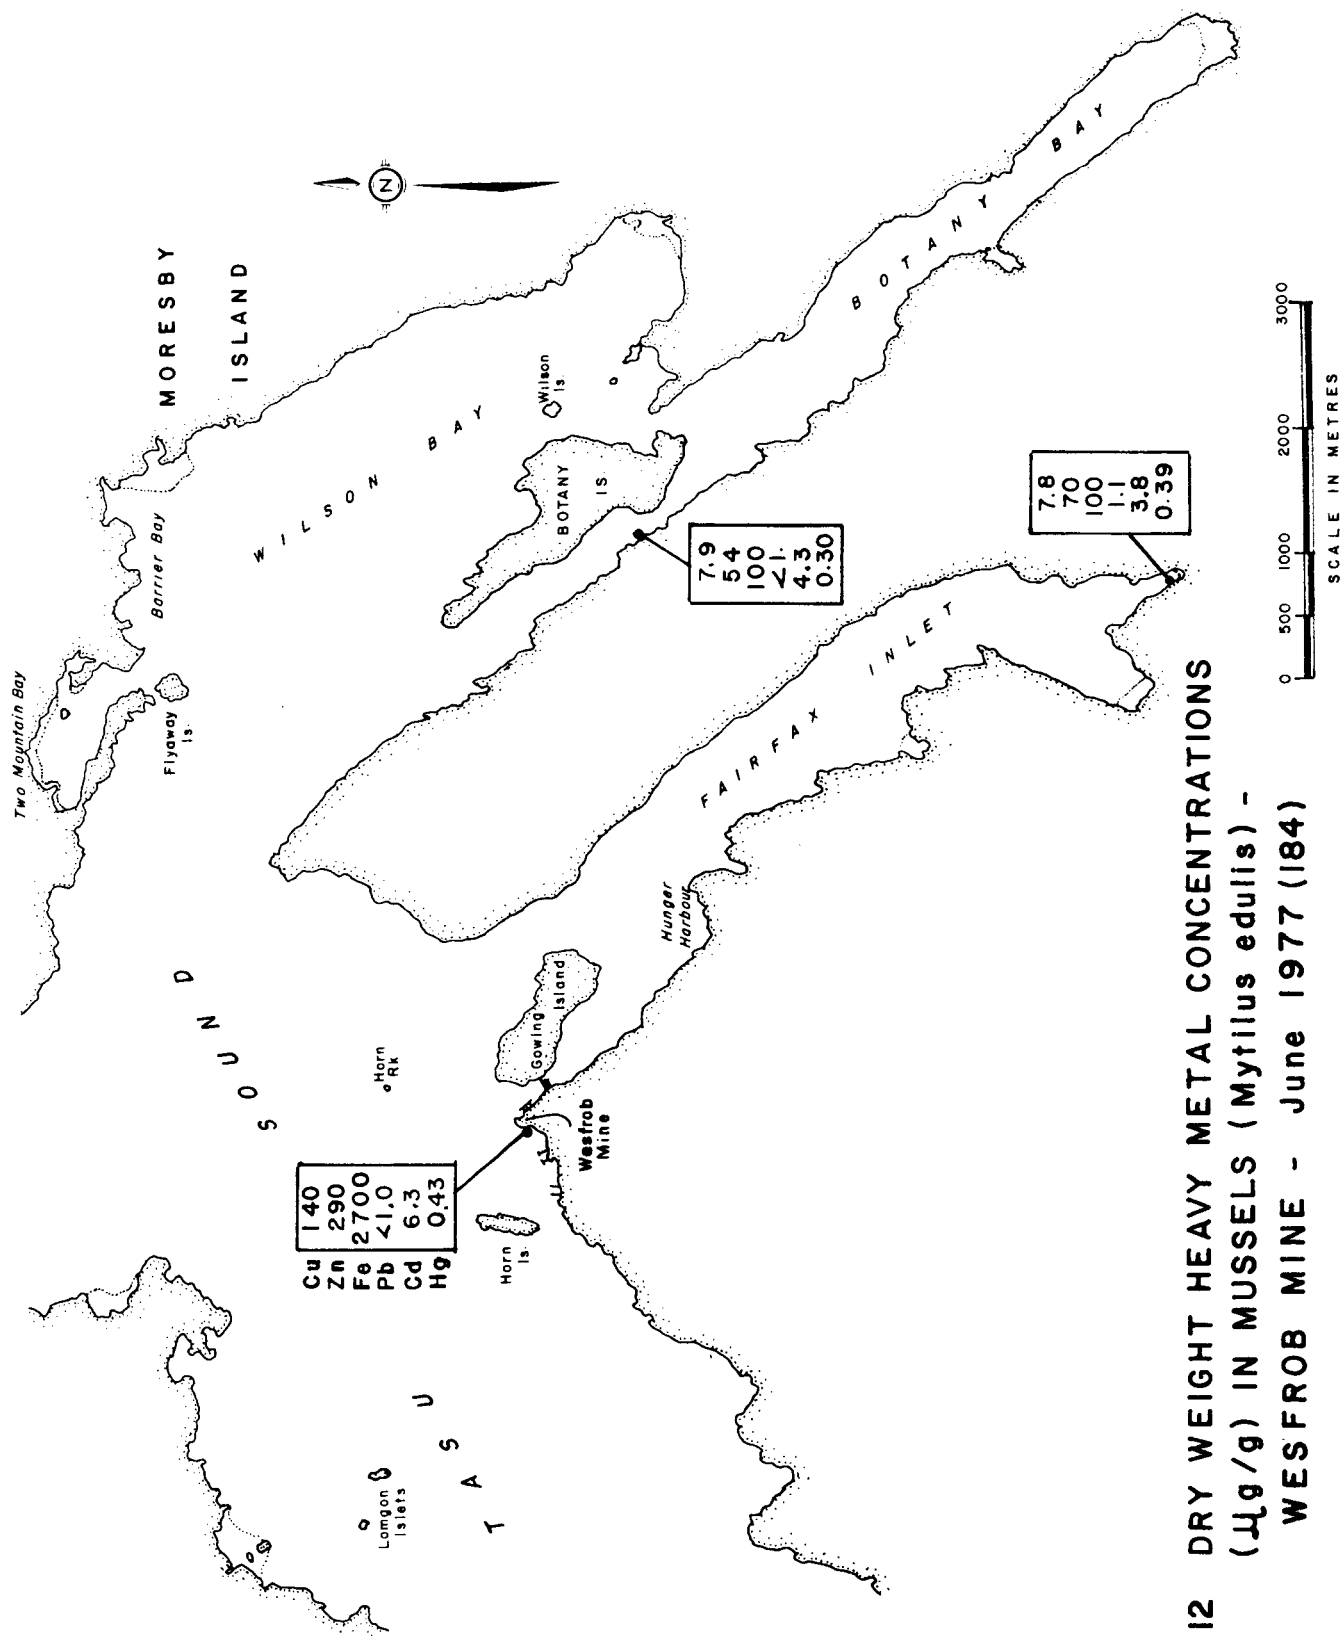 Two Mountain Bay
Flyaway
Is.
Barrier Bay
MORESBY
ISLAND
N
WILSON BAY
Wilson
Is.
BOTANY
IS
BOTANY BAY
TASU SOUND
Horn
Rk
Lomgon
Islets
Horn
Is.
Gowing
Island
Wesfrob
Mine
Hunger
Harbour
FAIRFAX INLET
Cu 140
Zn 290
Fe 2700
Pb <1.0
Cd 6.3
Hg 0.43
7.9
54
100
<1.
4.3
0.30
7.8
70
100
1.1
3.8
0.39
0 500 1000 2000 3000
SCALE IN METRES
12 DRY WEIGHT HEAVY METAL CONCENTRATIONS
(µg/g) IN MUSSELS (Mytilus edulis) -
WESFROB MINE - June 1977 (184)